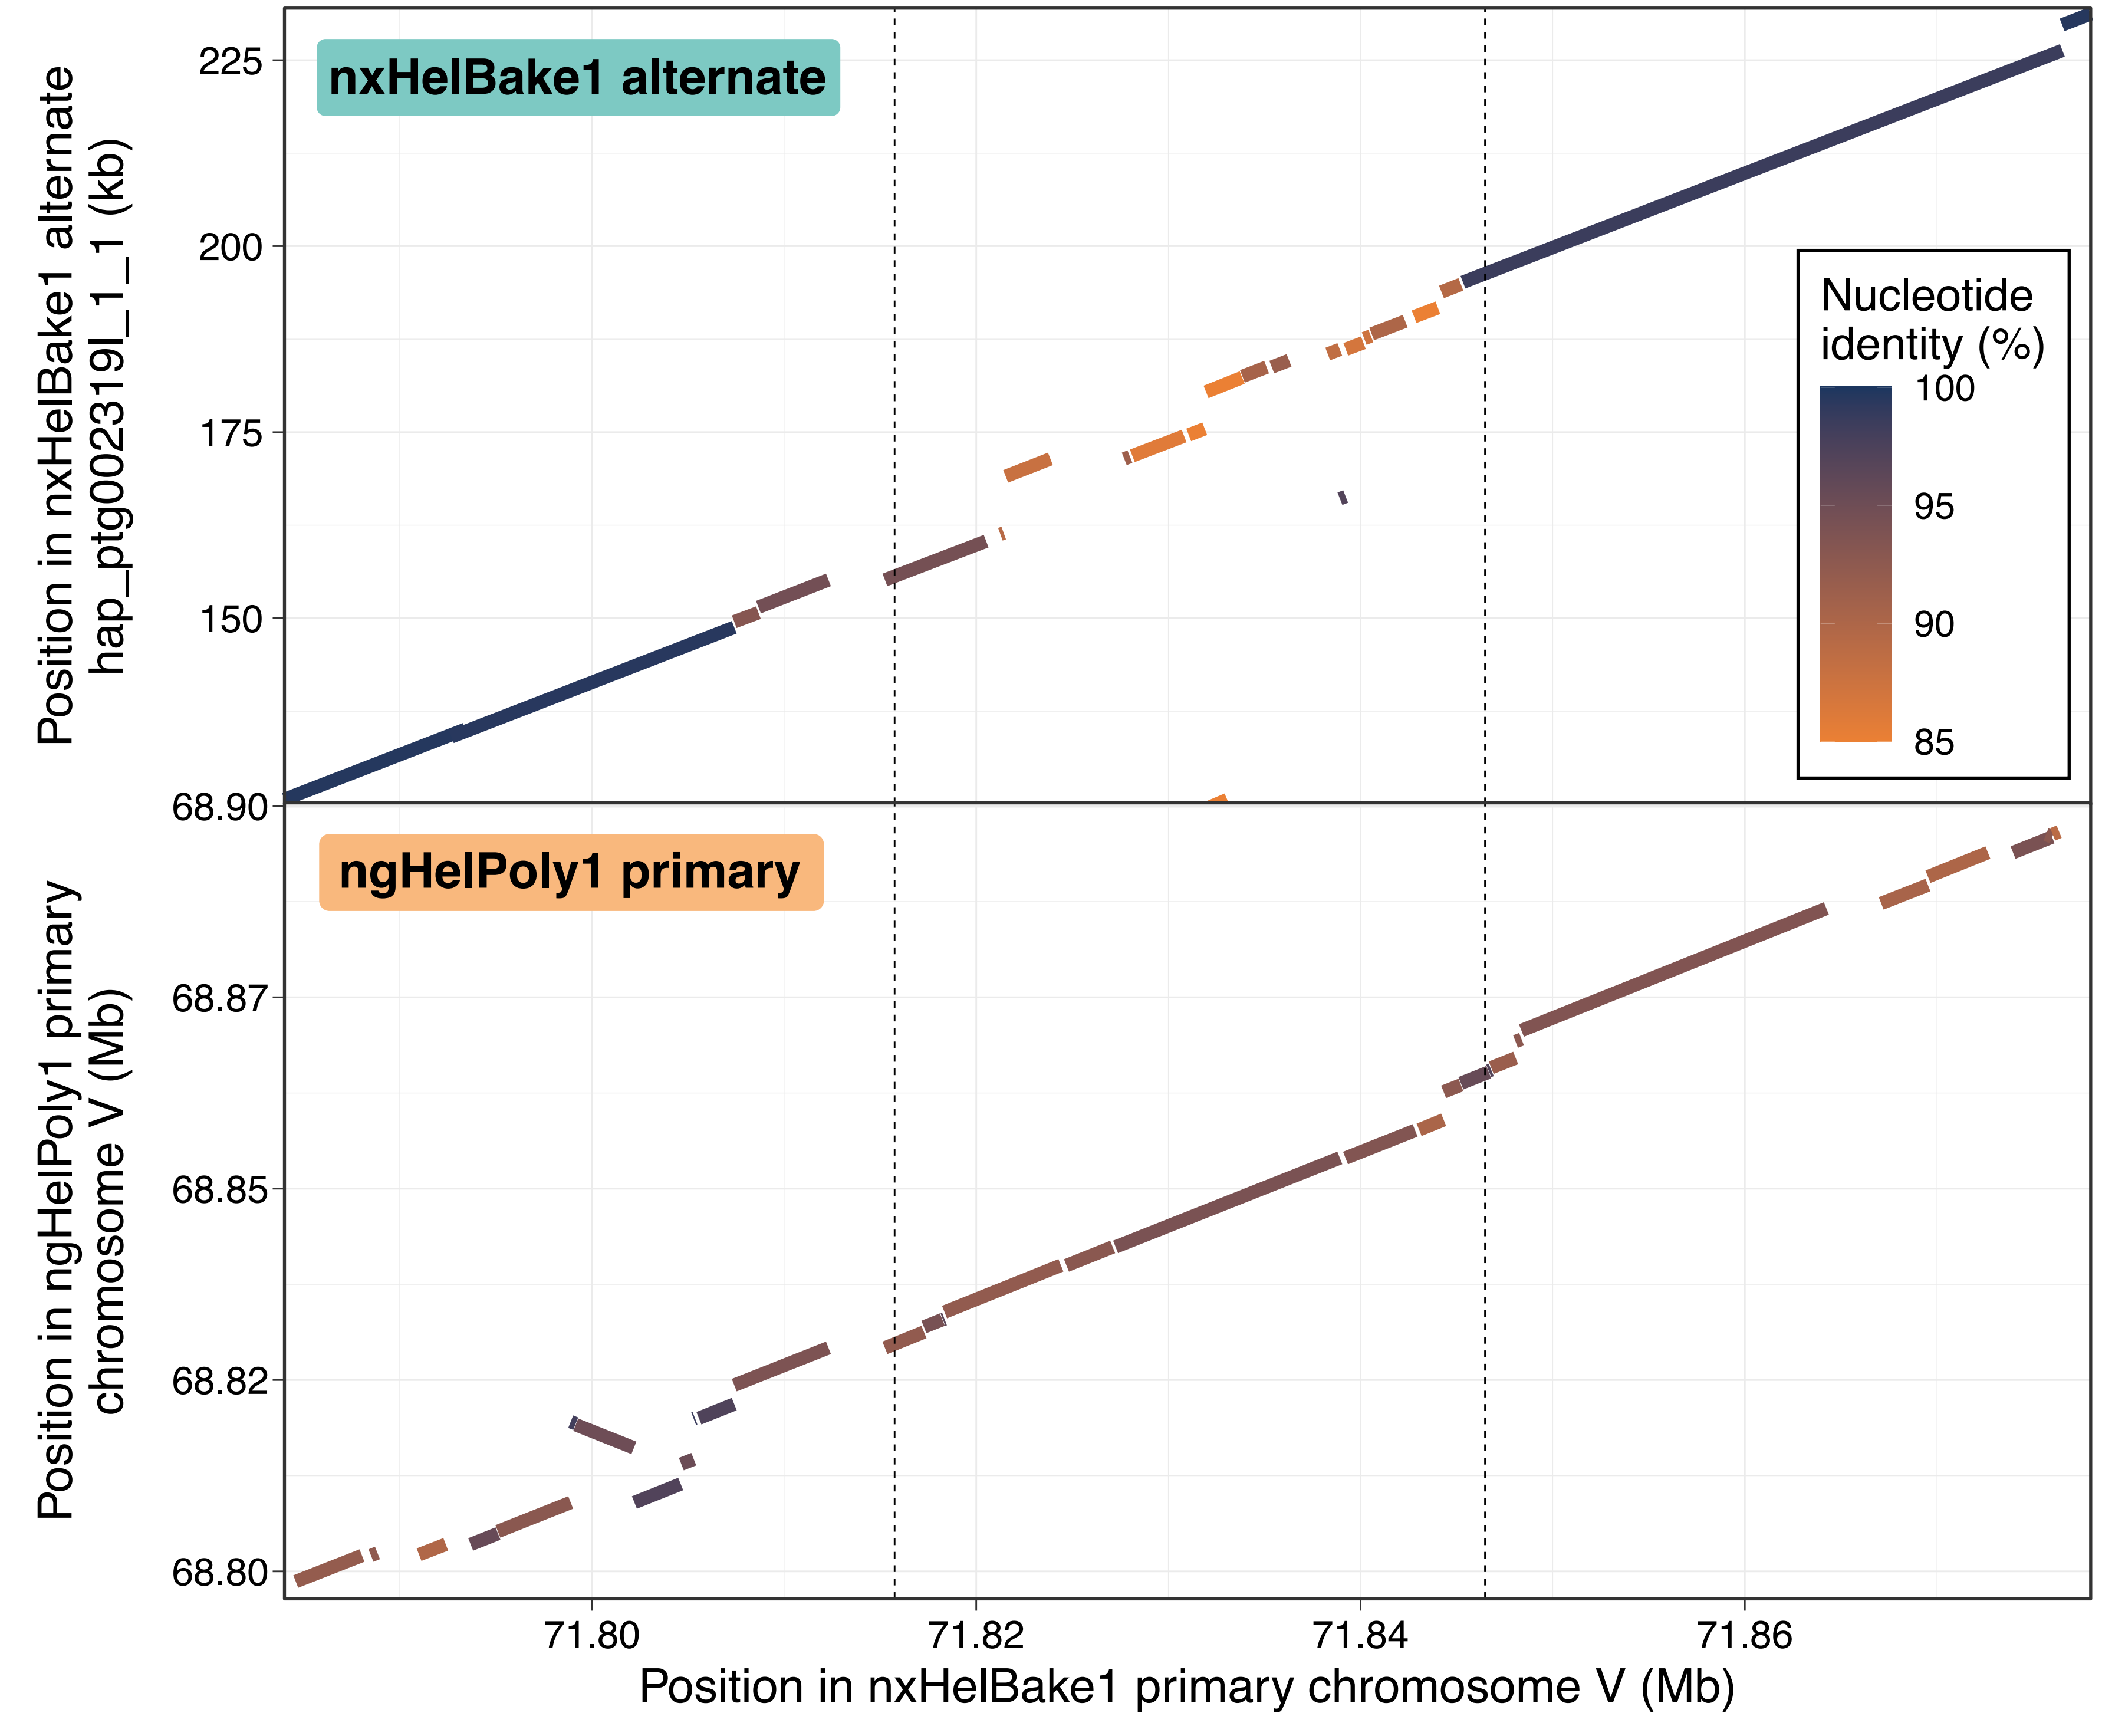 Position in nxHelBake1 alternate
hap_ptg002319l_1_1 (kb)
225
200
175
150
nxHelBake1 alternate
Nucleotide
identity (%)
100
95
90
85
Position in ngHelPoly1 primary
chromosome V (Mb)
68.90
68.87
68.85
68.82
68.80
ngHelPoly1 primary
71.80 71.82 71.84 71.86
Position in nxHelBake1 primary chromosome V (Mb)